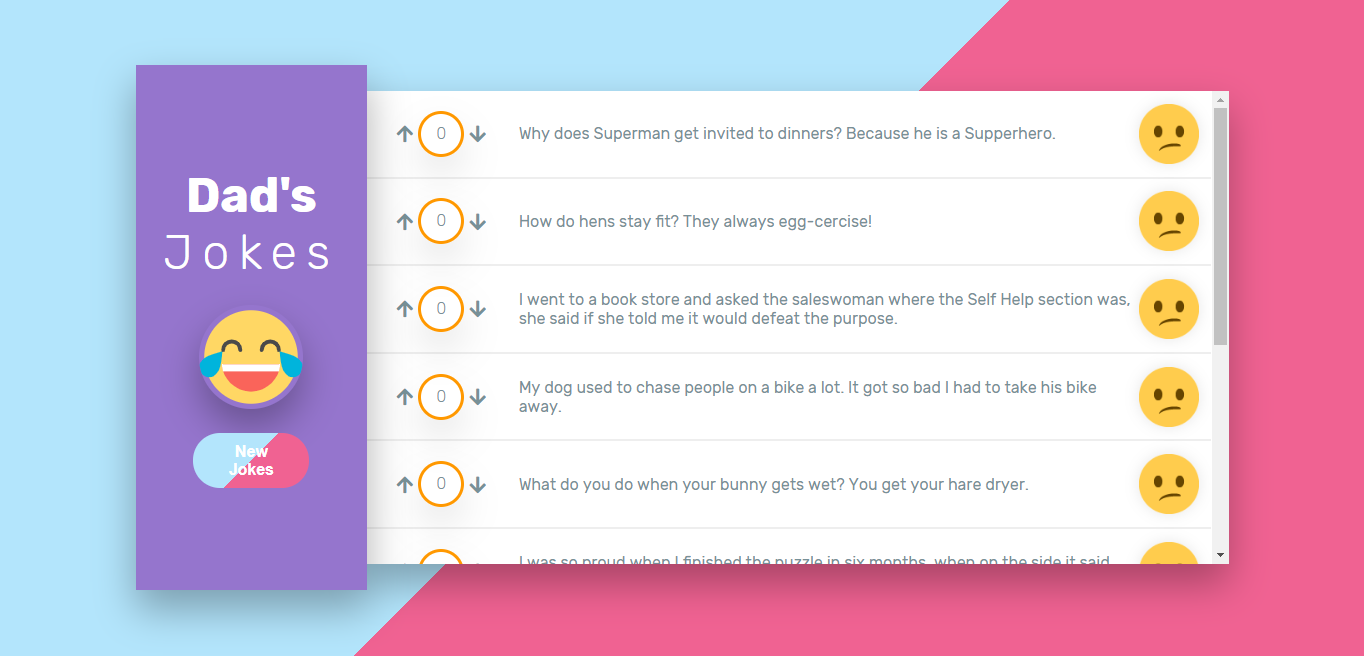 Dad's
Jokes
New
Jokes
0
Why does Superman get invited to dinners? Because he is a Supperhero.
0
How do hens stay fit? They always egg-cercise!
0
I went to a book store and asked the saleswoman where the Self Help section was,
she said if she told me it would defeat the purpose.
0
My dog used to chase people on a bike a lot. It got so bad I had to take his bike
away.
0
What do you do when your bunny gets wet? You get your hare dryer.
I was so proud when I finished the puzzle in six months, when on the side it said